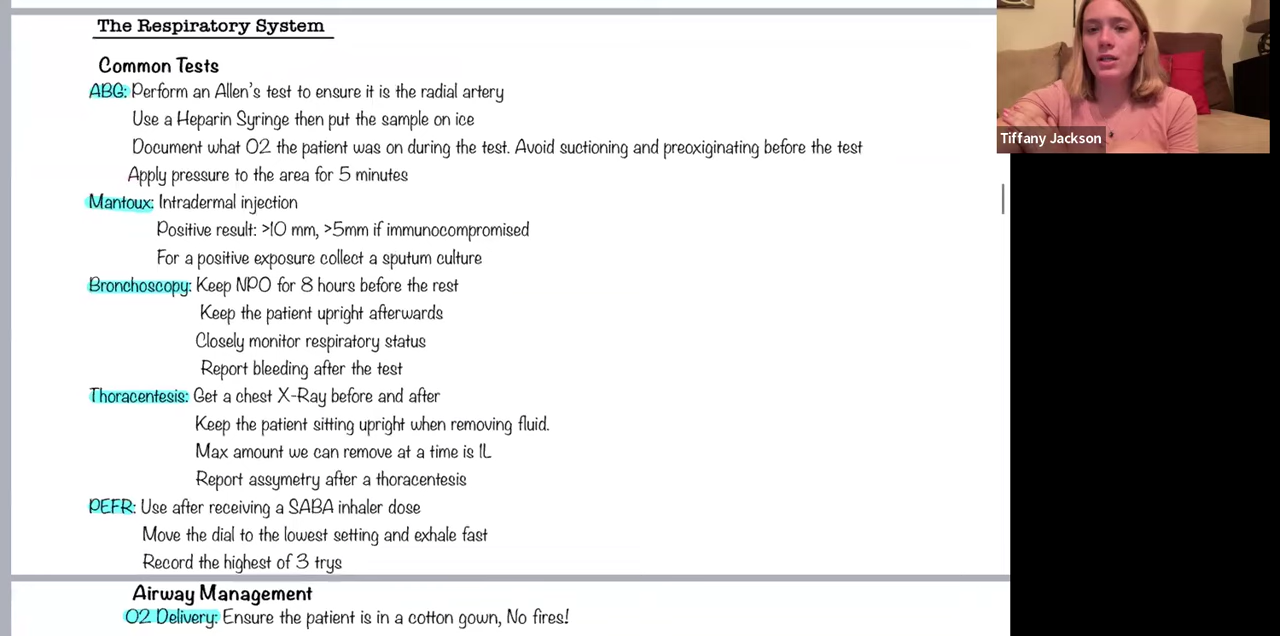 The Respiratory System
Common Tests
ABG: Perform an Allen's test to ensure it is the radial artery
Use a Heparin Syringe then put the sample on ice
Document what O2 the patient was on during the test. Avoid suctioning and preoxiginating before the test
Apply pressure to the area for 5 minutes
Mantoux: Intradermal injection
Positive result: >10 mm, >5mm if immunocompromised
For a positive exposure collect a sputum culture
Bronchoscopy: Keep NPO for 8 hours before the rest
Keep the patient upright afterwards
Closely monitor respiratory status
Report bleeding after the test
Thoracentesis: Get a chest X-Ray before and after
Keep the patient sitting upright when removing fluid.
Max amount we can remove at a time is 1L
Report assymetry after a thoracentesis
PEFR: Use after receiving a SABA inhaler dose
Move the dial to the lowest setting and exhale fast
Record the highest of 3 trys
Airway Management
O2 Delivery: Ensure the patient is in a cotton gown, No fires!
Tiffany Jackson